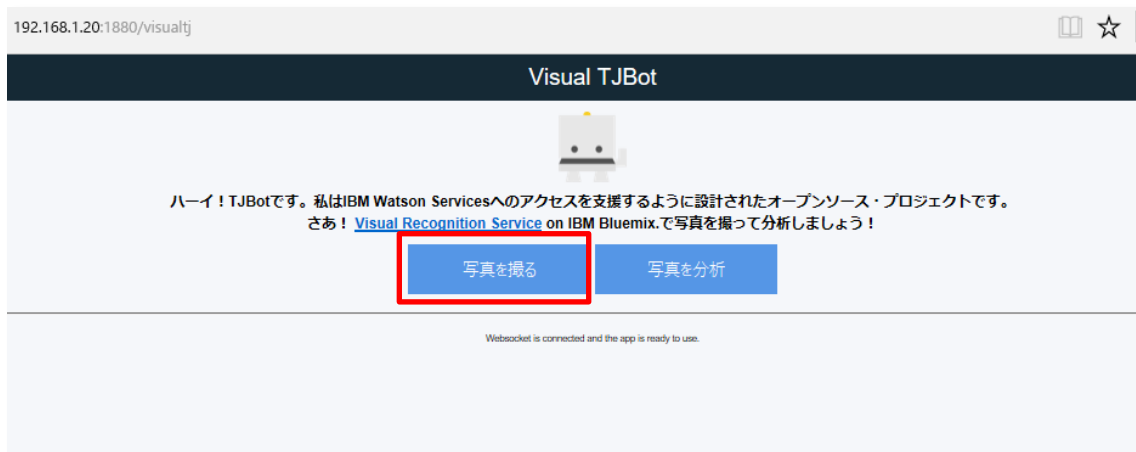 192.168.1.20:1880/visualtj
Visual TJBot
ハーイ！TJBotです。私はIBM Watson Servicesへのアクセスを支援するように設計されたオープンソース・プロジェクトです。
さあ！ Visual Recognition Service on IBM Bluemix.で写真を撮って分析しましょう！
写真を撮る 写真を分析
Websocket is connected and the app is ready to use.